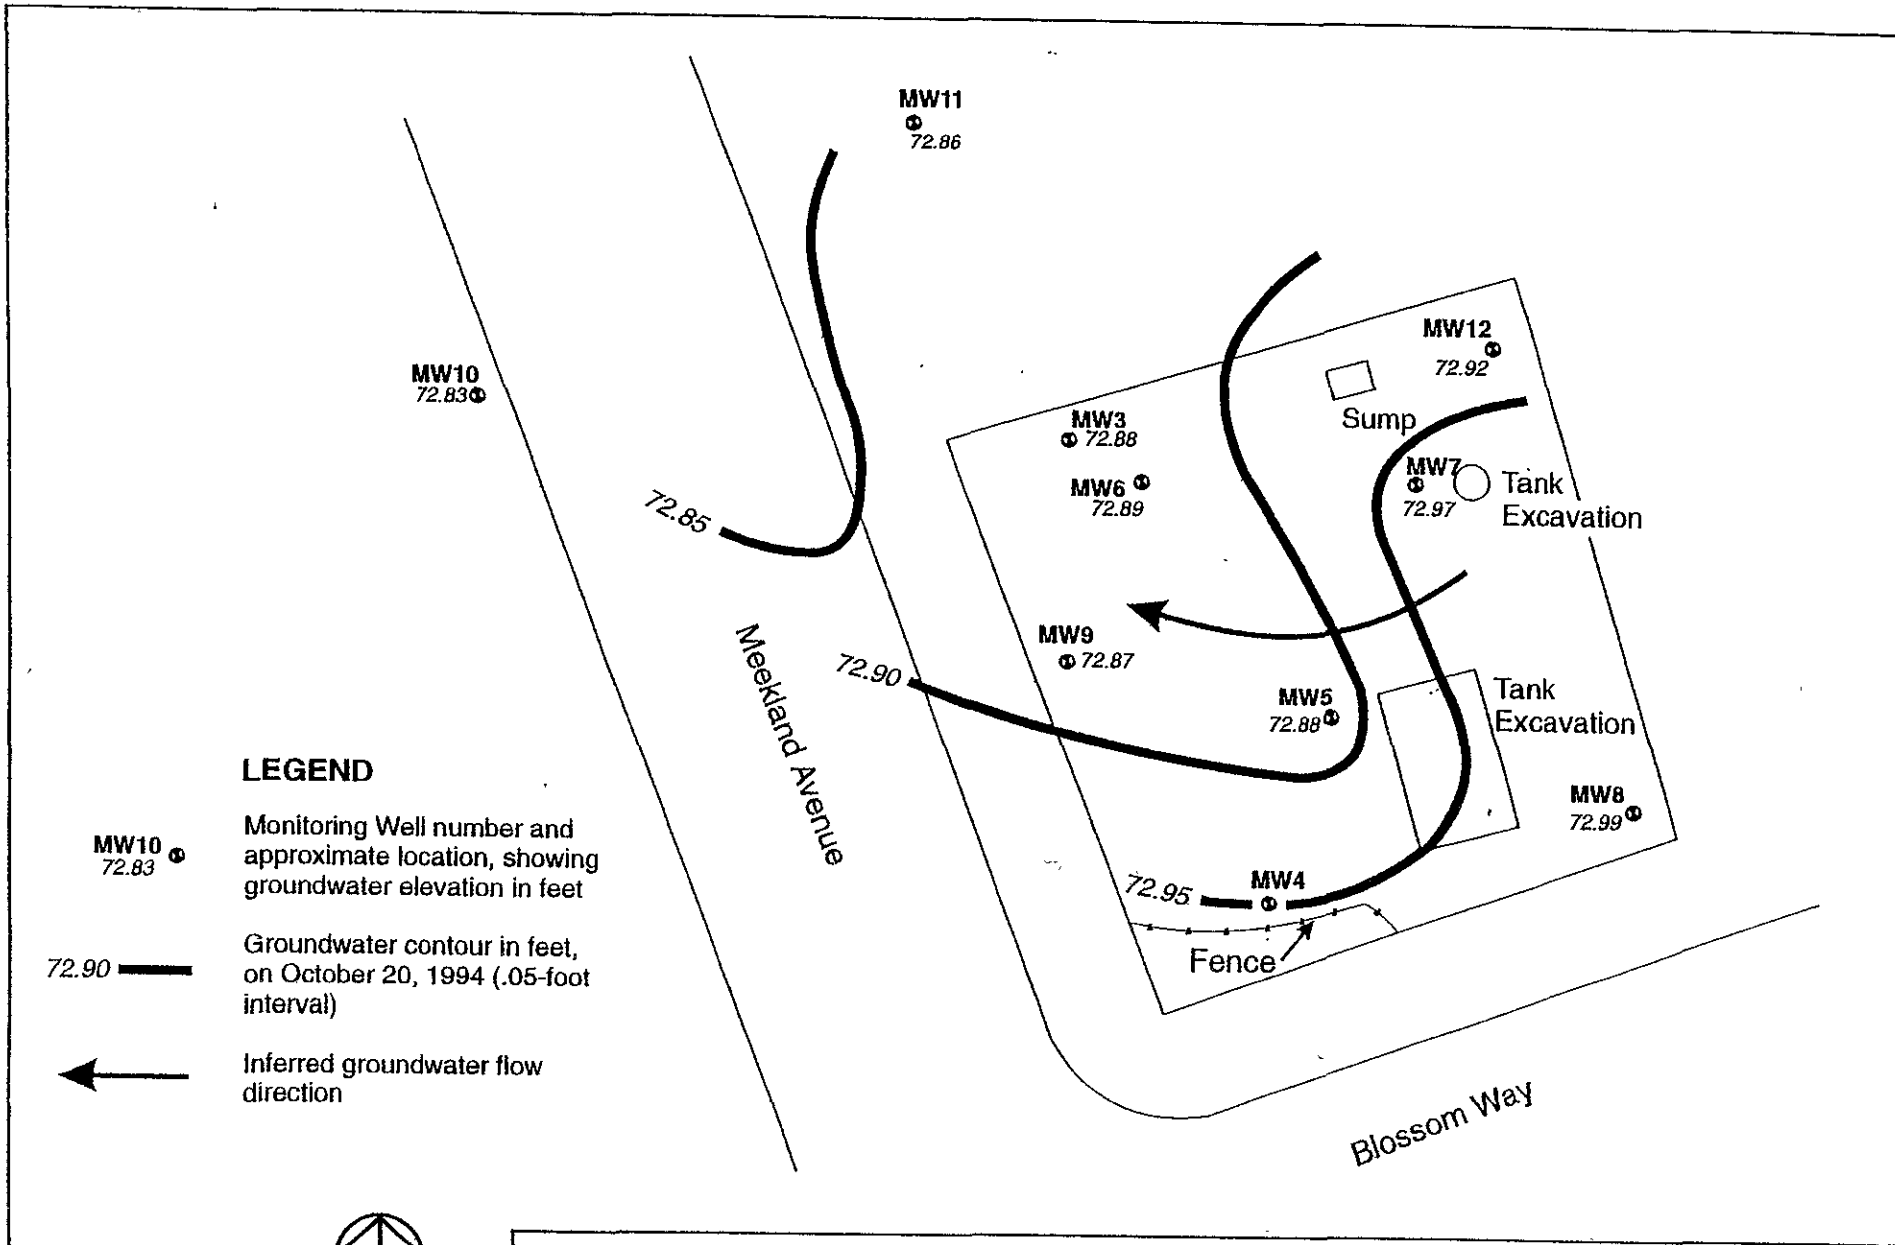 MW11
72.86
MW10
72.83
MW12
72.92
Sump
MW3
72.88
MW6
72.89
MW7
72.97
Tank
Excavation
72.85
MW9
72.87
72.90
MW5
72.88
Tank
Excavation
MW8
72.99
Meekland Avenue
72.95
MW4
Fence
Blossom Way
LEGEND
MW10
72.83
Monitoring Well number and
approximate location, showing
groundwater elevation in feet
72.90
Groundwater contour in feet,
on October 20, 1994 (.05-foot
interval)
Inferred groundwater flow
direction